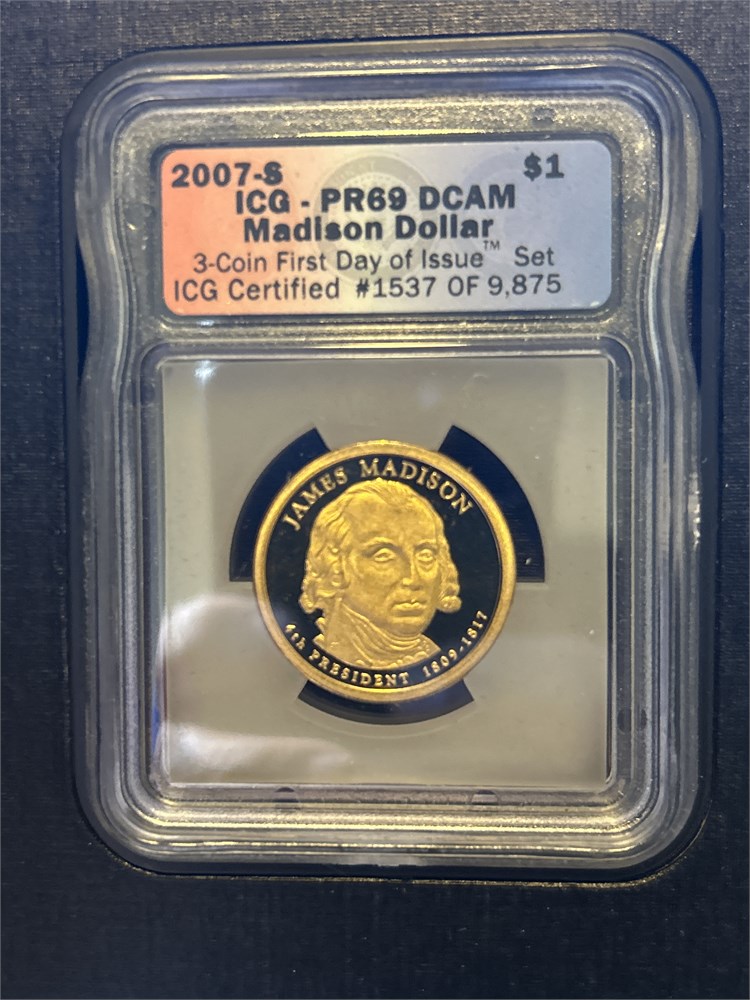 2007-S $1
ICG - PR69 DCAM
Madison Dollar
3-Coin First Day of Issue™ Set
ICG Certified #1537 OF 9,875
JAMES MADISON
4th PRESIDENT 1809-1817